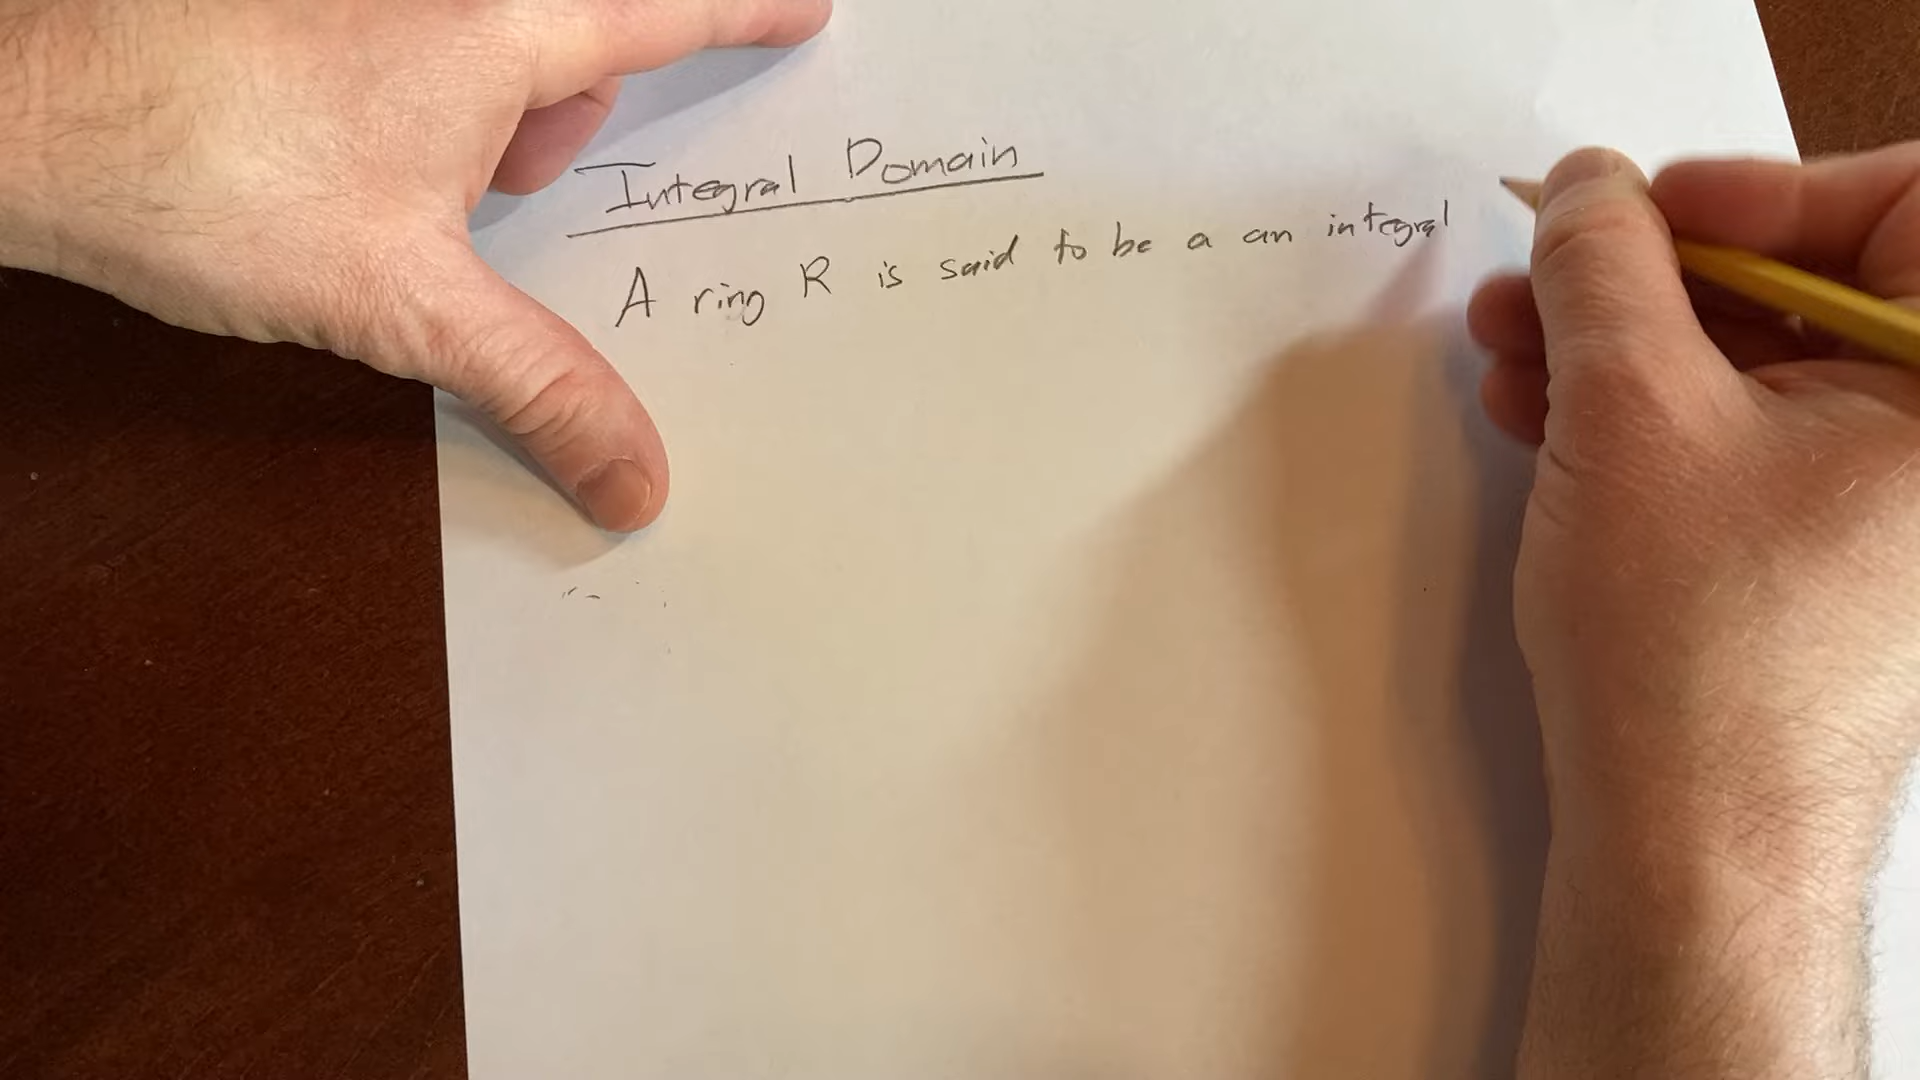 Integral Domain
A ring R is said to be a an integral